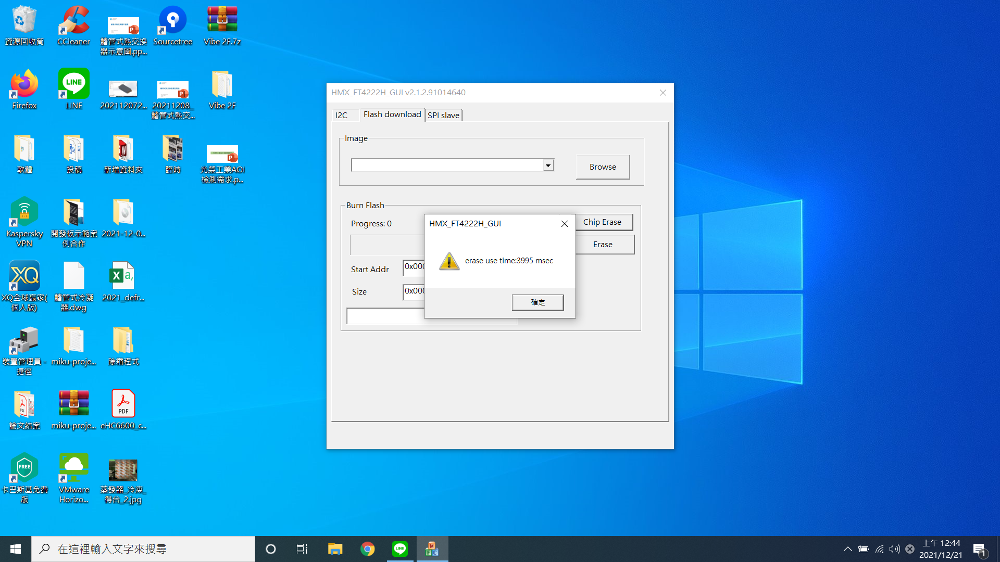 資源回收筒
CCleaner
鰭管式熱交換
器示意圖.pp...
Sourcetree
Vibe 2F.7z
Firefox
LINE
LINE
202112072...
20211208_
鰭管式熱交...
Vibe 2F
軟體
投稿
新增資料夾
臨時
光榮工業AOI
檢測需求.p...
Kaspersky
VPN
開發板示範案
例合作
2021-12-0...
XQ
XQ全球贏家(
個人版)
鰭管式冷凝
器.dwg
2021_defr...
裝置管理員 -
捷徑
miku-proje...
除霜程式
論文結案
miku-proje...
PDF
eHC6600_c...
FREE
卡巴斯基免費
版
VMware
Horizo...
蒸發器_冷凍_
得台_2.jpg
HMX_FT4222H_GUI v2.1.2.91014640
I2C
Flash download
SPI slave
Image
Browse
Burn Flash
Progress: 0
Chip Erase
Erase
Start Addr
0x000
Size
0x000
HMX_FT4222H_GUI
erase use time:3995 msec
確定
在這裡輸入文字來搜尋
上午 12:44
2021/12/21
1